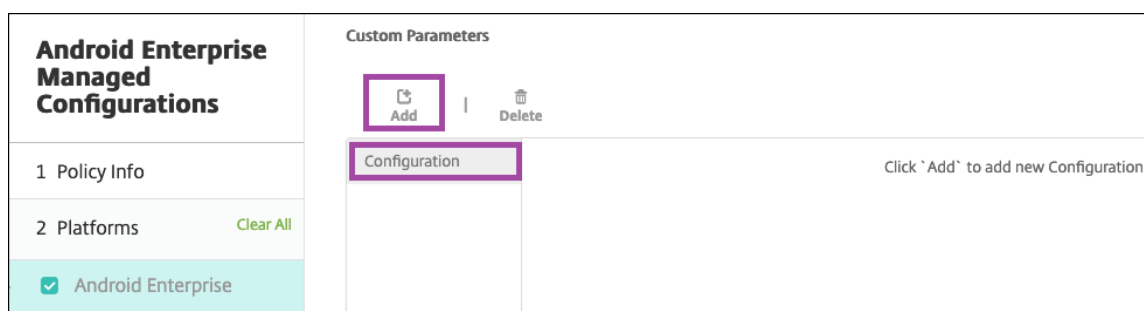 Android Enterprise
Managed
Configurations
1 Policy Info
2 Platforms
Clear All
Android Enterprise
Custom Parameters
Add
|
Delete
Configuration
Click `Add` to add new Configuration